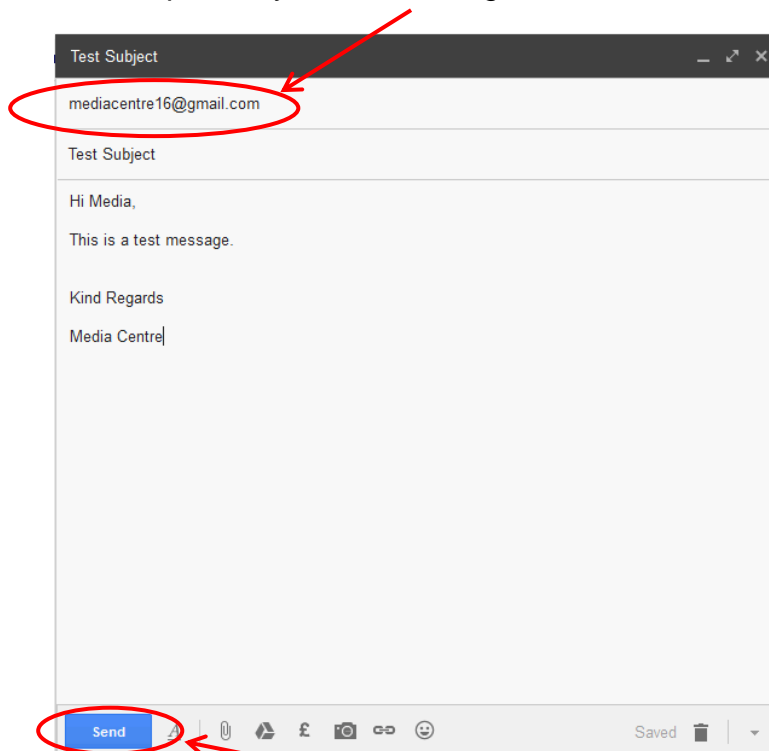 Test Subject
mediacentre16@gmail.com
Test Subject
Hi Media,
This is a test message.
Kind Regards
Media Centre
Send A £ Saved